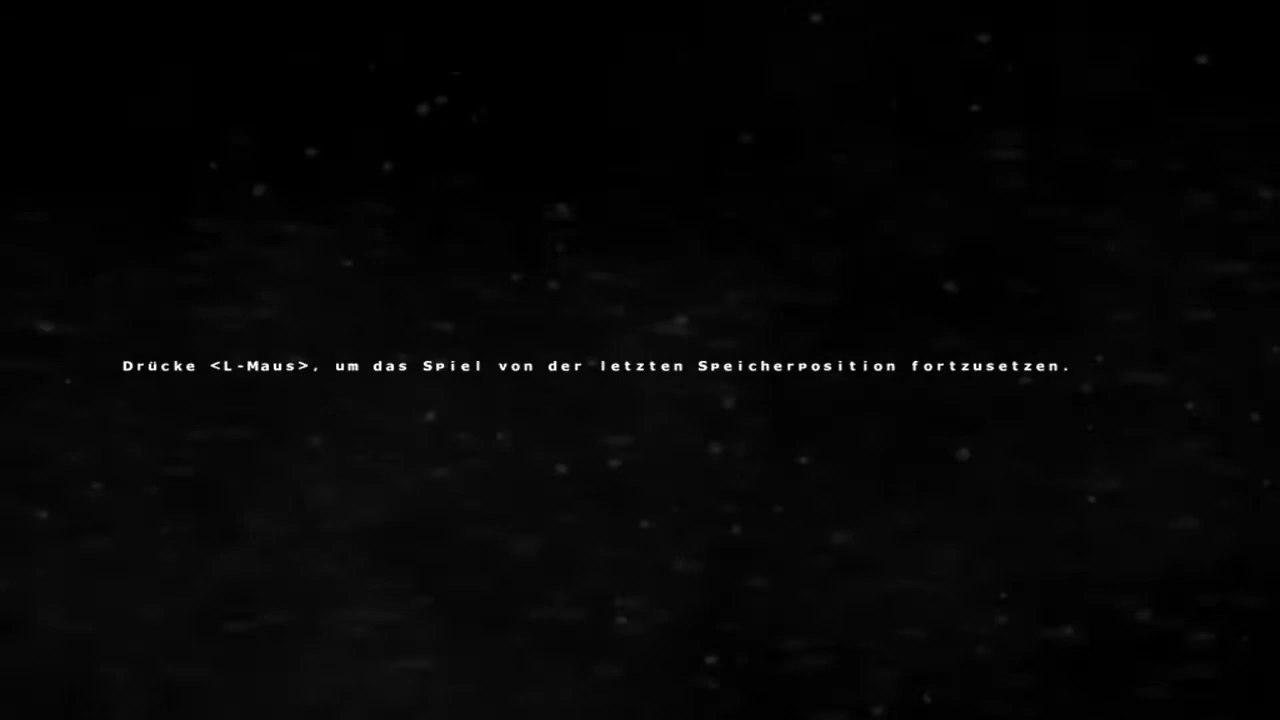 Drücke <L-Maus>, um das Spiel von der letzten Speicherposition fortzusetzen.